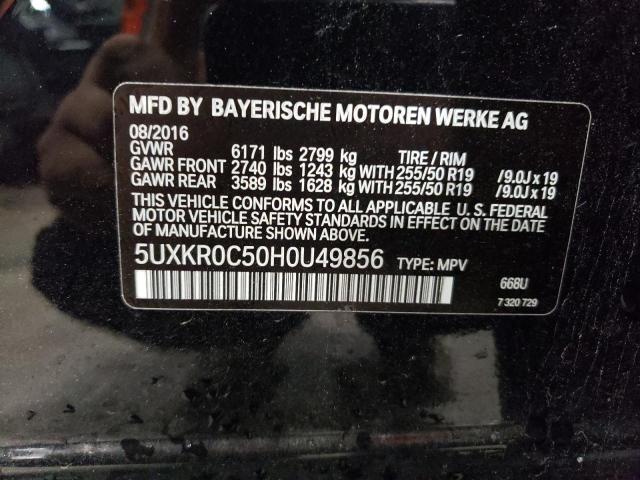 MFD BY BAYERISCHE MOTOREN WERKE AG
08/2016
GVWR 6171 lbs 2799 kg TIRE / RIM
GAWR FRONT 2740 lbs 1243 kg WITH 255/50 R19 /9.0J x 19
GAWR REAR 3589 lbs 1628 kg WITH 255/50 R19 /9.0J x 19
THIS VEHICLE CONFORMS TO ALL APPLICABLE U.S. FEDERAL
MOTOR VEHICLE SAFETY STANDARDS IN EFFECT ON THE DATE
OF MANUFACTURE SHOWN ABOVE.
5UXKR0C50H0U49856 TYPE: MPV
668U
7 320 729